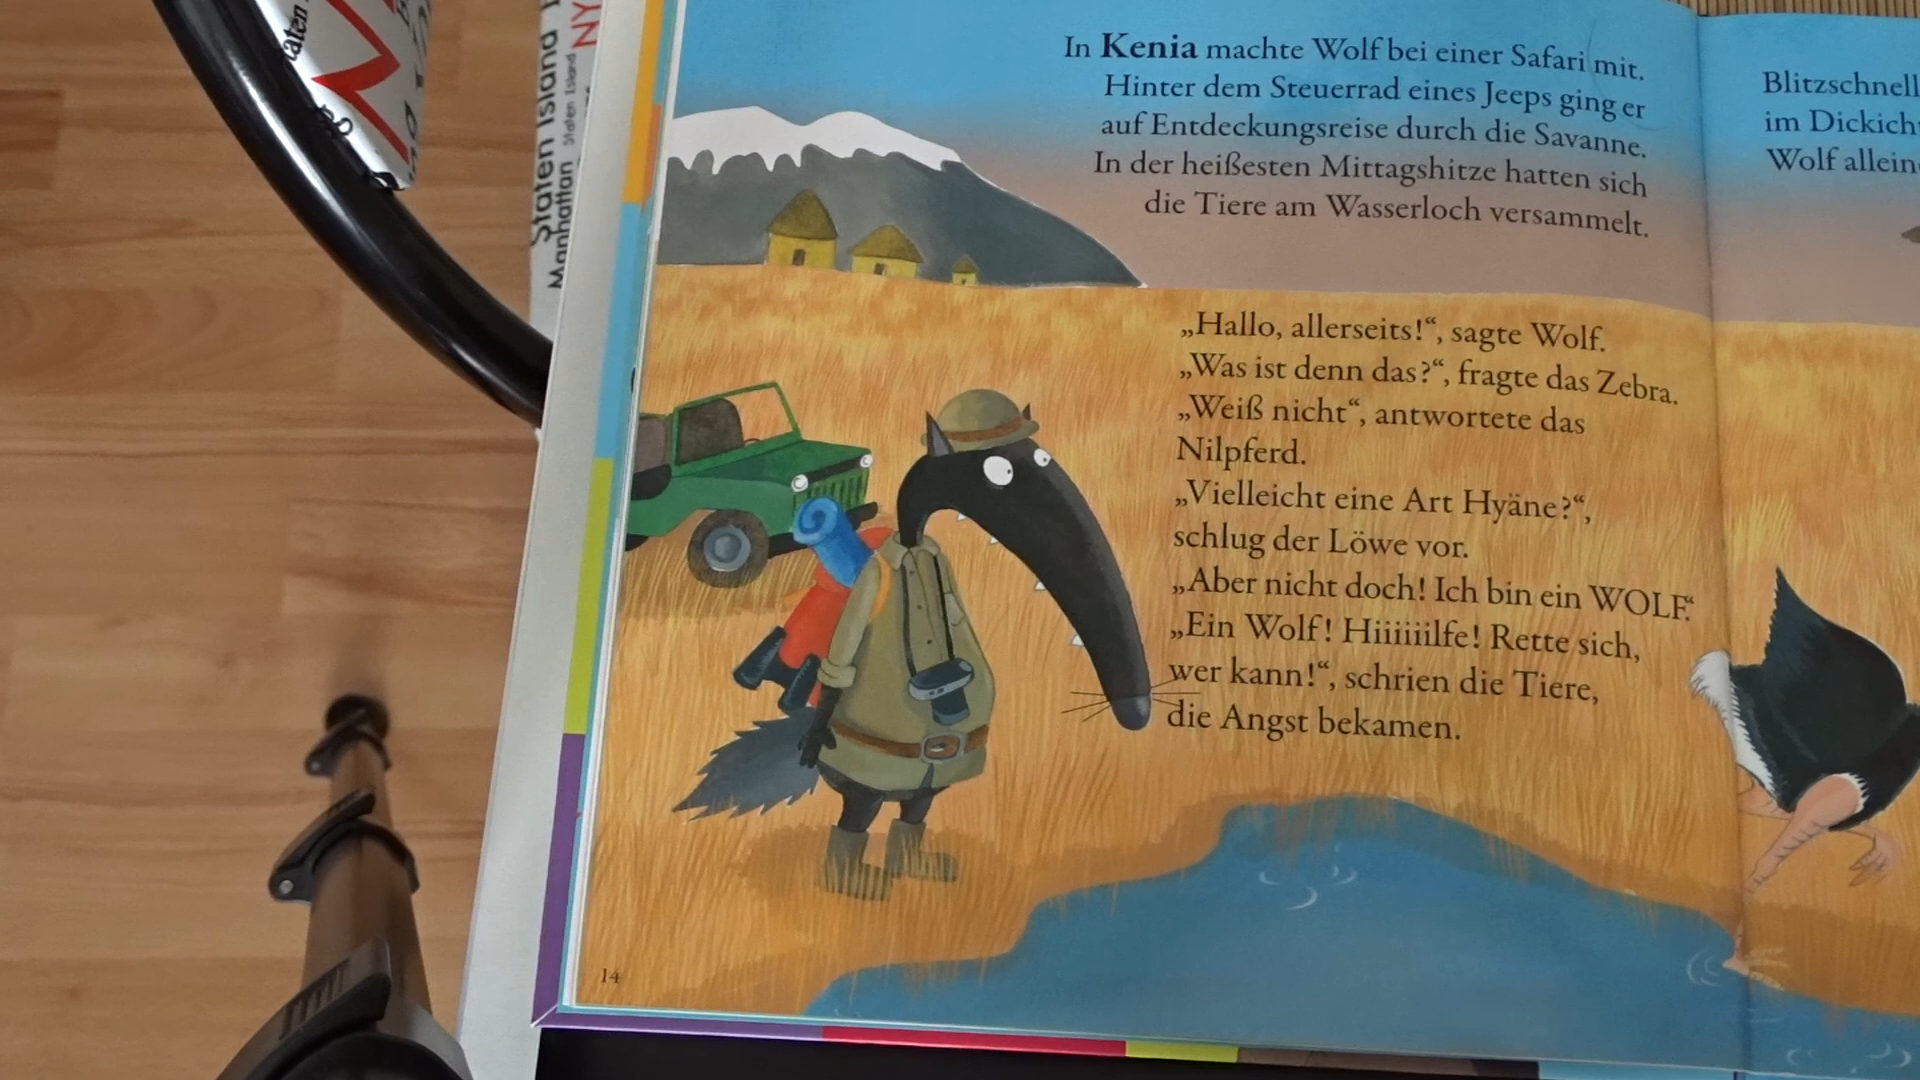 In Kenia machte Wolf bei einer Safari mit.
Hinter dem Steuerrad eines Jeeps ging er
auf Entdeckungsreise durch die Savanne.
In der heißesten Mittagshitze hatten sich
die Tiere am Wasserloch versammelt.
„Hallo, allerseits!“, sagte Wolf.
„Was ist denn das?“, fragte das Zebra.
„Weiß nicht“, antwortete das
Nilpferd.
„Vielleicht eine Art Hyäne?“,
schlug der Löwe vor.
„Aber nicht doch! Ich bin ein WOLF.“
„Ein Wolf! Hiiiiiilfe! Rette sich,
wer kann!“, schrien die Tiere,
die Angst bekamen.
14
Blitzschnell
im Dickich
Wolf allein
Staten Island
Manhattan Staten Island
NY